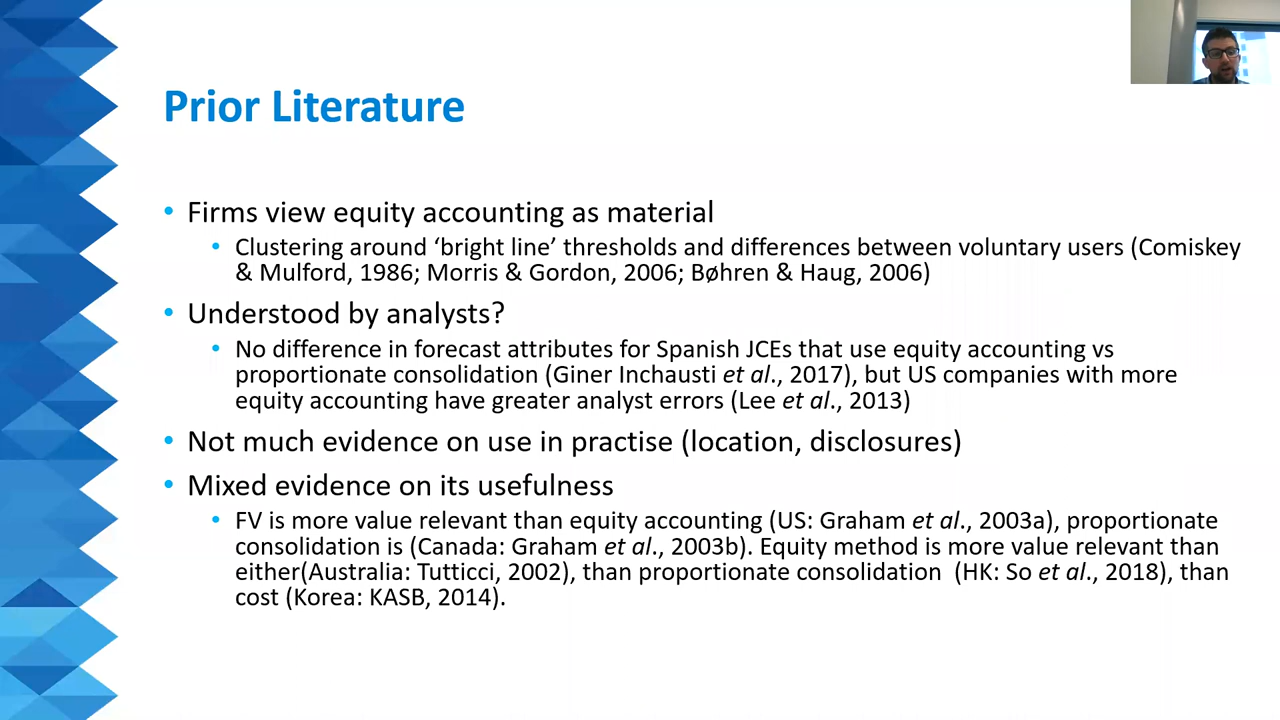 Prior Literature
• Firms view equity accounting as material
• Clustering around ‘bright line’ thresholds and differences between voluntary users (Comiskey
& Mulford, 1986; Morris & Gordon, 2006; Bøhren & Haug, 2006)
• Understood by analysts?
• No difference in forecast attributes for Spanish JCEs that use equity accounting vs
proportionate consolidation (Giner Inchausti et al., 2017), but US companies with more
equity accounting have greater analyst errors (Lee et al., 2013)
• Not much evidence on use in practise (location, disclosures)
• Mixed evidence on its usefulness
• FV is more value relevant than equity accounting (US: Graham et al., 2003a), proportionate
consolidation is (Canada: Graham et al., 2003b). Equity method is more value relevant than
either(Australia: Tutticci, 2002), than proportionate consolidation (HK: So et al., 2018), than
cost (Korea: KASB, 2014).